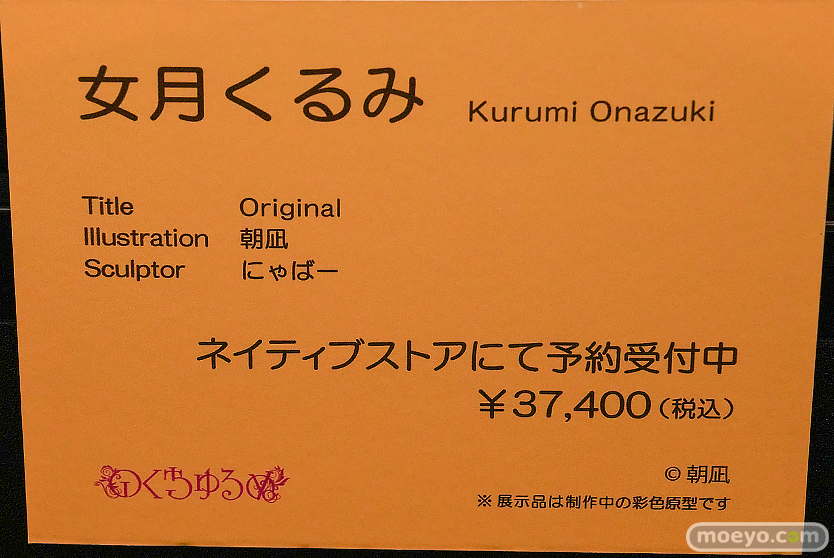 女月くるみ Kurumi Onazuki
Title Original
Illustration 朝凪
Sculptor にゃばー
ネイティブストアにて予約受付中
￥37,400（税込）
©朝凪
※展示品は制作中の彩色原型です
moeyo.com